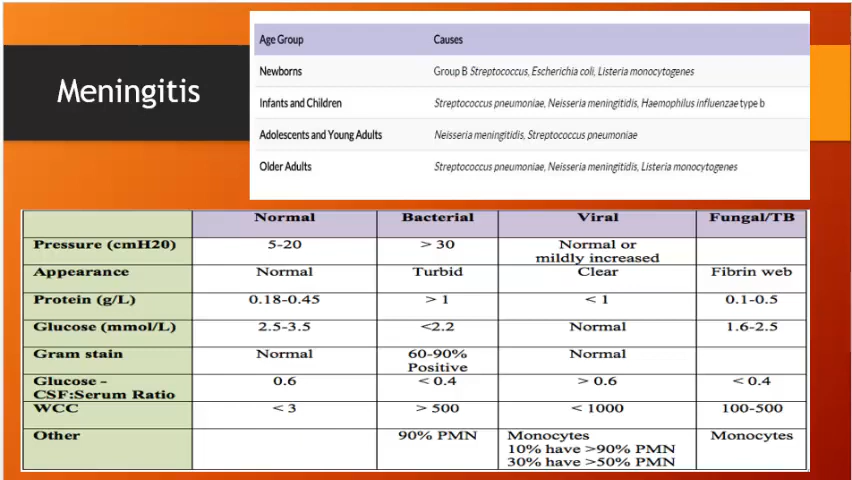 Meningitis
Age Group Causes
Newborns Group B Streptococcus, Escherichia coli, Listeria monocytogenes
Infants and Children Streptococcus pneumoniae, Neisseria meningitidis, Haemophilus influenzae type b
Adolescents and Young Adults Neisseria meningitidis, Streptococcus pneumoniae
Older Adults Streptococcus pneumoniae, Neisseria meningitidis, Listeria monocytogenes
Normal Bacterial Viral Fungal/TB
Pressure (cmH20) 5-20 > 30 Normal or
mildly increased
Appearance Normal Turbid Clear Fibrin web
Protein (g/L) 0.18-0.45 > 1 < 1 0.1-0.5
Glucose (mmol/L) 2.5-3.5 <2.2 Normal 1.6-2.5
Gram stain Normal 60-90% Normal
Positive
Glucose - 0.6 < 0.4 > 0.6 < 0.4
CSF:Serum Ratio
WCC < 3 > 500 < 1000 100-500
Other 90% PMN Monocytes Monocytes
10% have >90% PMN
30% have >50% PMN